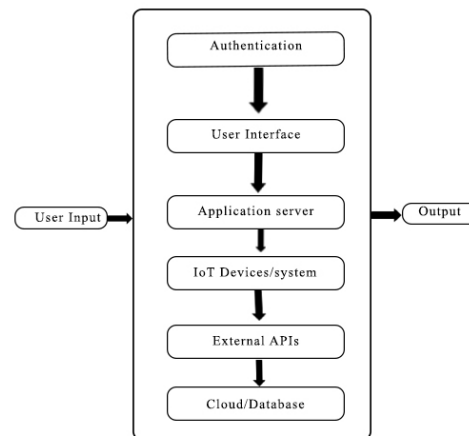 Authentication
User Interface
User Input
Application server
Output
IoT Devices/system
External APIs
Cloud/Database